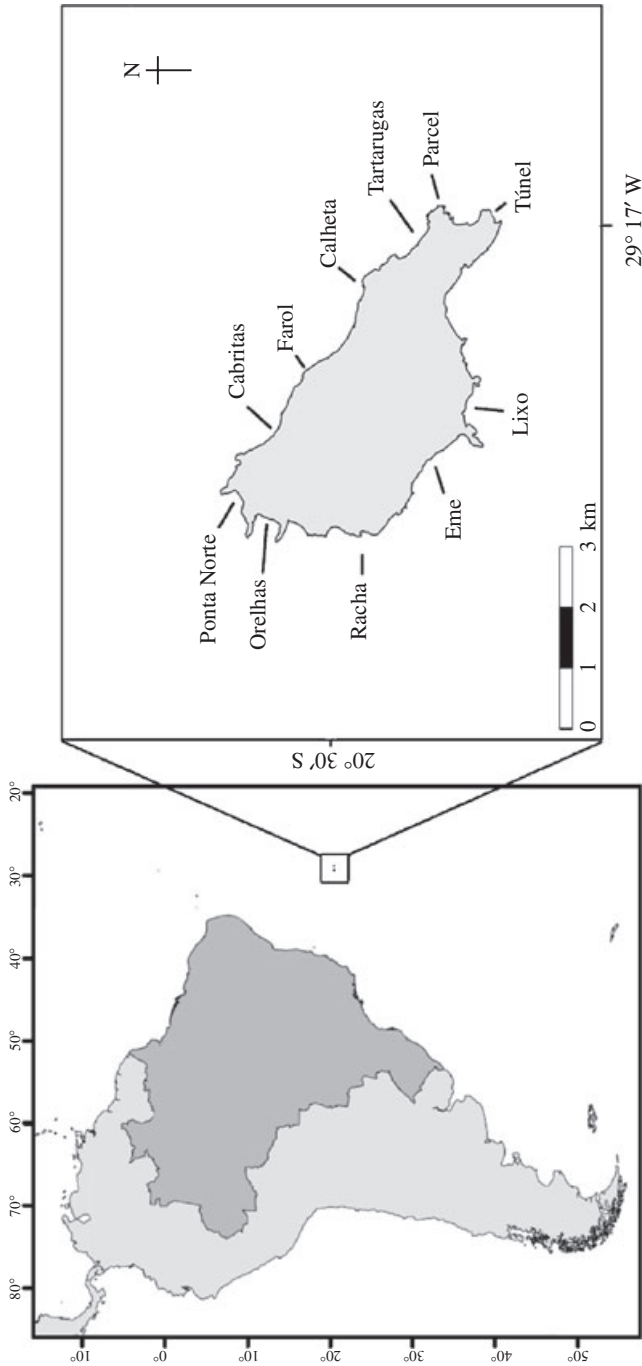 80°
70°
60°
50°
40°
30°
20°
10°
0°
10°
20°
30°
40°
50°
N
Ponta Norte
Cabritas
Orelhas
Farol
Calheta
Tartarugas
Parcel
Racha
Eme
Lixo
Túnel
20° 30′ S
0 1 2 3 km
29° 17′ W